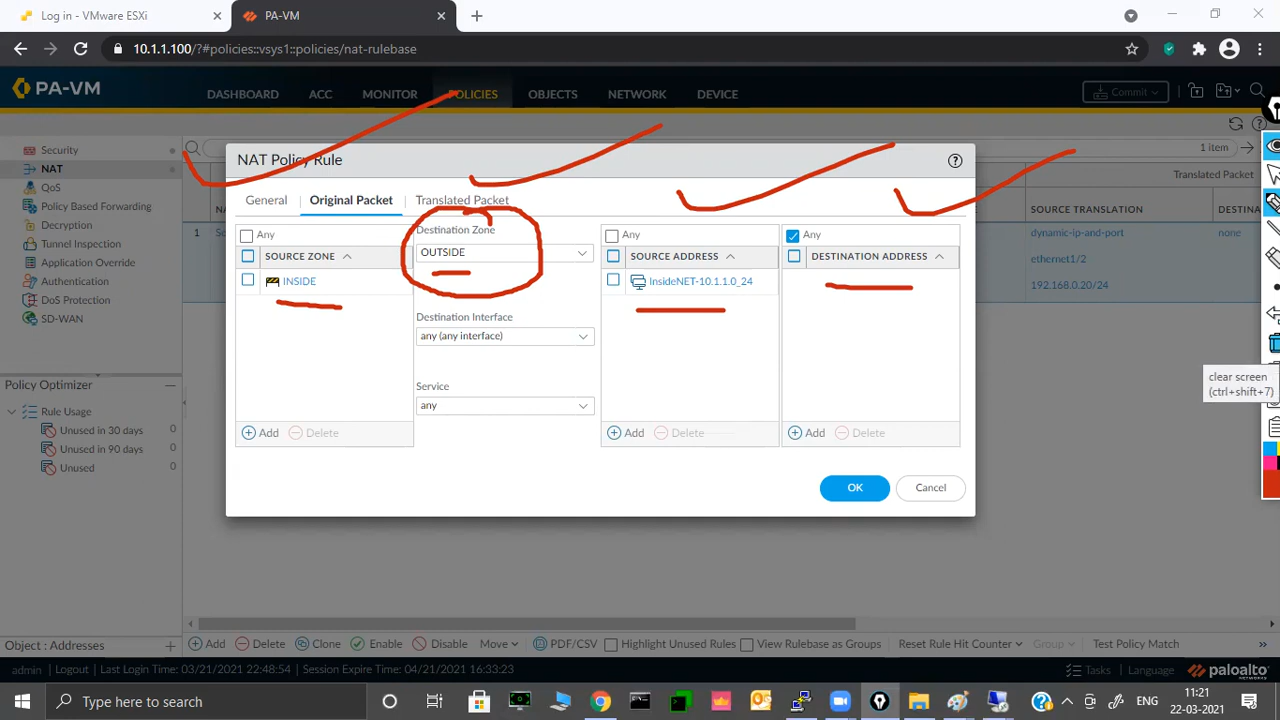 Log in - VMware ESXi
PA-VM
10.1.1.100/?#policies::vsys1::policies/nat-rulebase
PA-VM
DASHBOARD ACC MONITOR POLICIES OBJECTS NETWORK DEVICE
Commit
Security
NAT
QoS
Policy Based Forwarding
Decryption
Tunnel Inspection
Application Override
Authentication
DoS Protection
SD-WAN
Policy Optimizer
Rule Usage
Unused in 30 days 0
Unused in 90 days 0
Unused 0
Object : Addresses
1 item
Translated Packet
SOURCE TRANSLATION
1
dynamic-ip-and-port none
ethernet1/2
192.168.0.20/24
NAT Policy Rule
General Original Packet Translated Packet
Any
SOURCE ZONE
INSIDE
Add Delete
Destination Zone
OUTSIDE
Destination Interface
any (any interface)
Service
any
Any
SOURCE ADDRESS
InsideNET-10.1.1.0_24
Add Delete
Any
DESTINATION ADDRESS
Add Delete
OK Cancel
clear screen
(ctrl+shift+7)
Add Delete Clone Enable Disable Move PDF/CSV Highlight Unused Rules View Rulebase as Groups Reset Rule Hit Counter Group Test Policy Match
admin | Logout | Last Login Time: 03/21/2021 22:48:54 | Session Expire Time: 04/21/2021 16:33:23
Tasks | Language paloalto
NETWORKS
Type here to search
ENG
11:21
22-03-2021